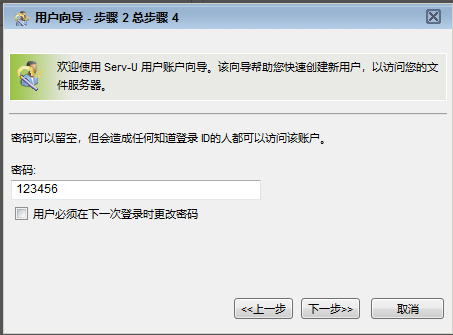 用户向导 - 步骤 2 总步骤 4
欢迎使用 Serv-U 用户账户向导。该向导帮助您快速创建新用户，以访问您的文
件服务器。
密码可以留空，但会造成任何知道登录 ID的人都可以访问该账户。
密码:
123456
用户必须在下一次登录时更改密码
<<上一步
下一步>>
取消